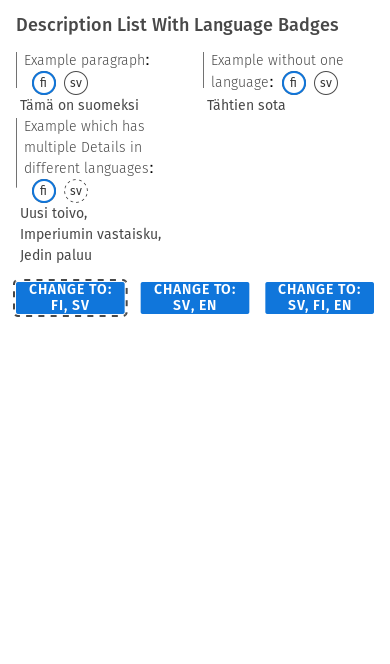 Description List With Language Badges
Example paragraph:
fi sv
Tämä on suomeksi
Example without one
language: fi sv
Tähtien sota
Example which has
multiple Details in
different languages:
fi sv
Uusi toivo,
Imperiumin vastaisku,
Jedin paluu
CHANGE TO:
FI, SV
CHANGE TO:
SV, EN
CHANGE TO:
SV, FI, EN